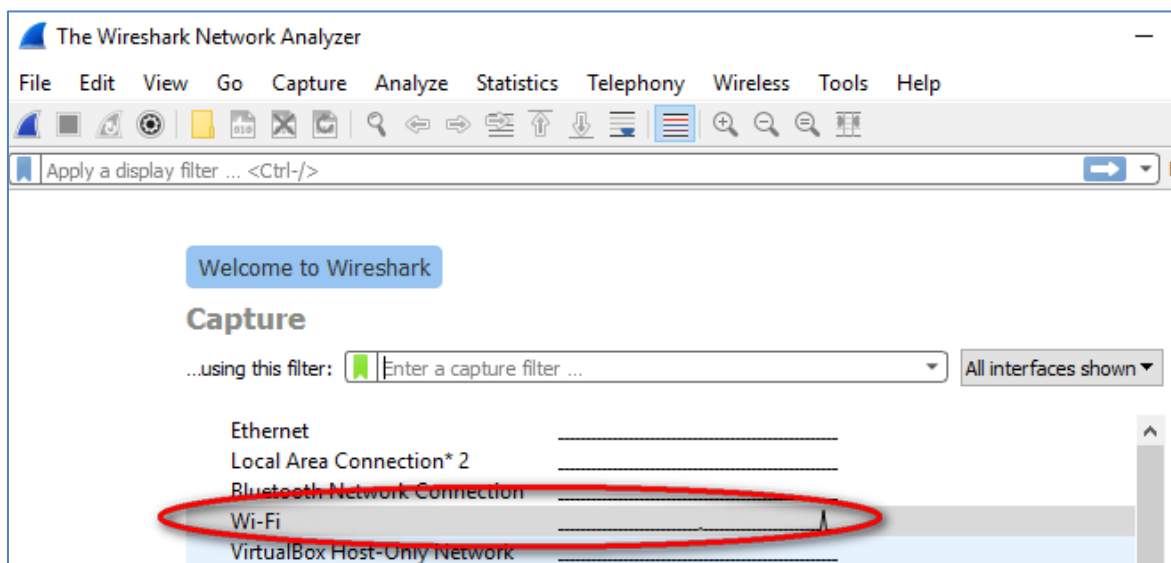 The Wireshark Network Analyzer
File Edit View Go Capture Analyze Statistics Telephony Wireless Tools Help
Apply a display filter ... <Ctrl-/>
Welcome to Wireshark
Capture
...using this filter: Enter a capture filter ... All interfaces shown
Ethernet
Local Area Connection* 2
Bluetooth Network Connection
Wi-Fi
VirtualBox Host-Only Network